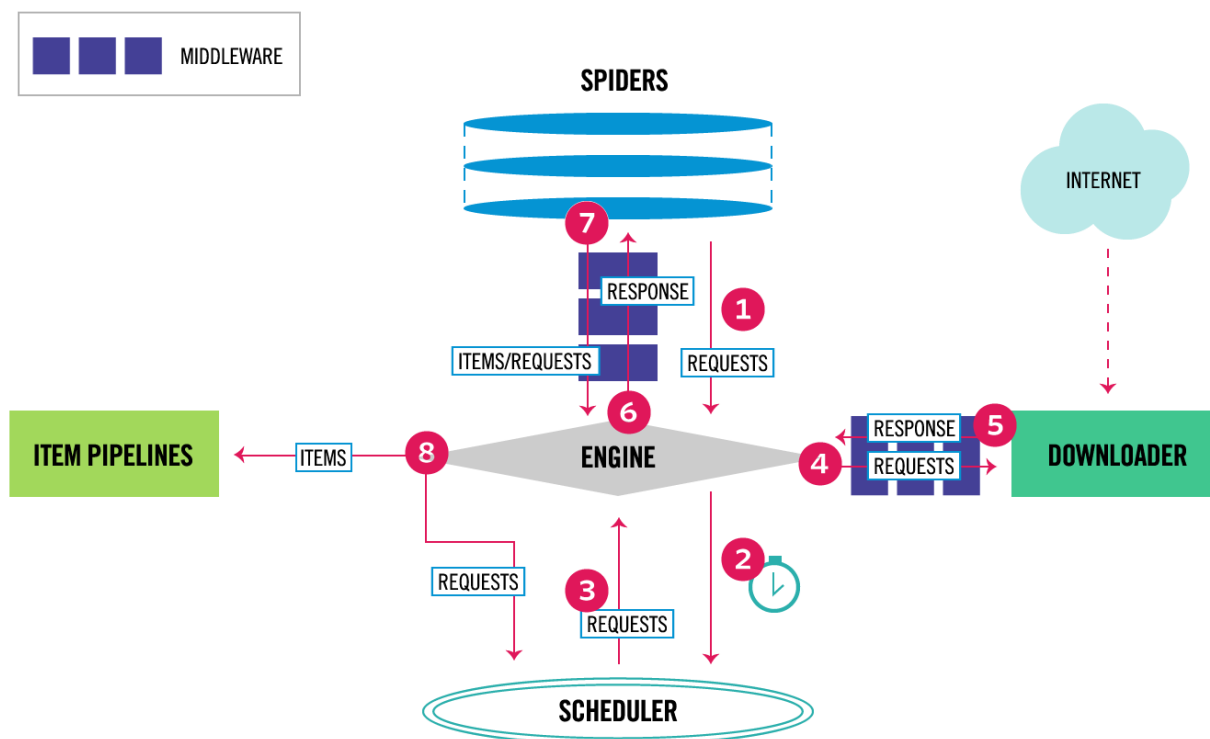 MIDDLEWARE
SPIDERS
INTERNET
7
RESPONSE
1
ITEMS/REQUESTS
REQUESTS
6
ITEM PIPELINES
ITEMS
8
ENGINE
4
RESPONSE
5
REQUESTS
DOWNLOADER
2
REQUESTS
3
REQUESTS
SCHEDULER